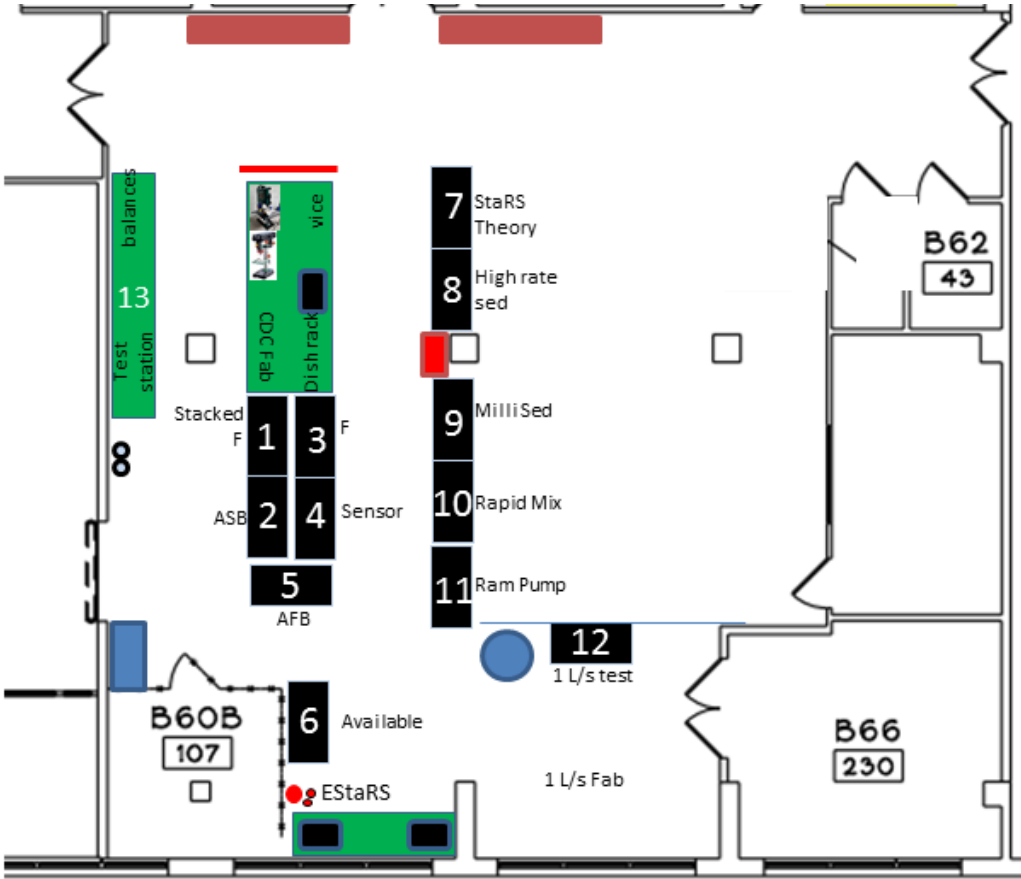 balances
13
Test
station
vice
CDC Fab
Dish rack
7
StaRS
Theory
8
High rate
sed
B62
43
Stacked
F
1
3
F
9
Milli Sed
ASB
2
4
Sensor
10
Rapid Mix
5
AFB
11
Ram Pump
12
1 L/s test
B60B
107
6
Available
B66
230
1 L/s Fab
EStaRS